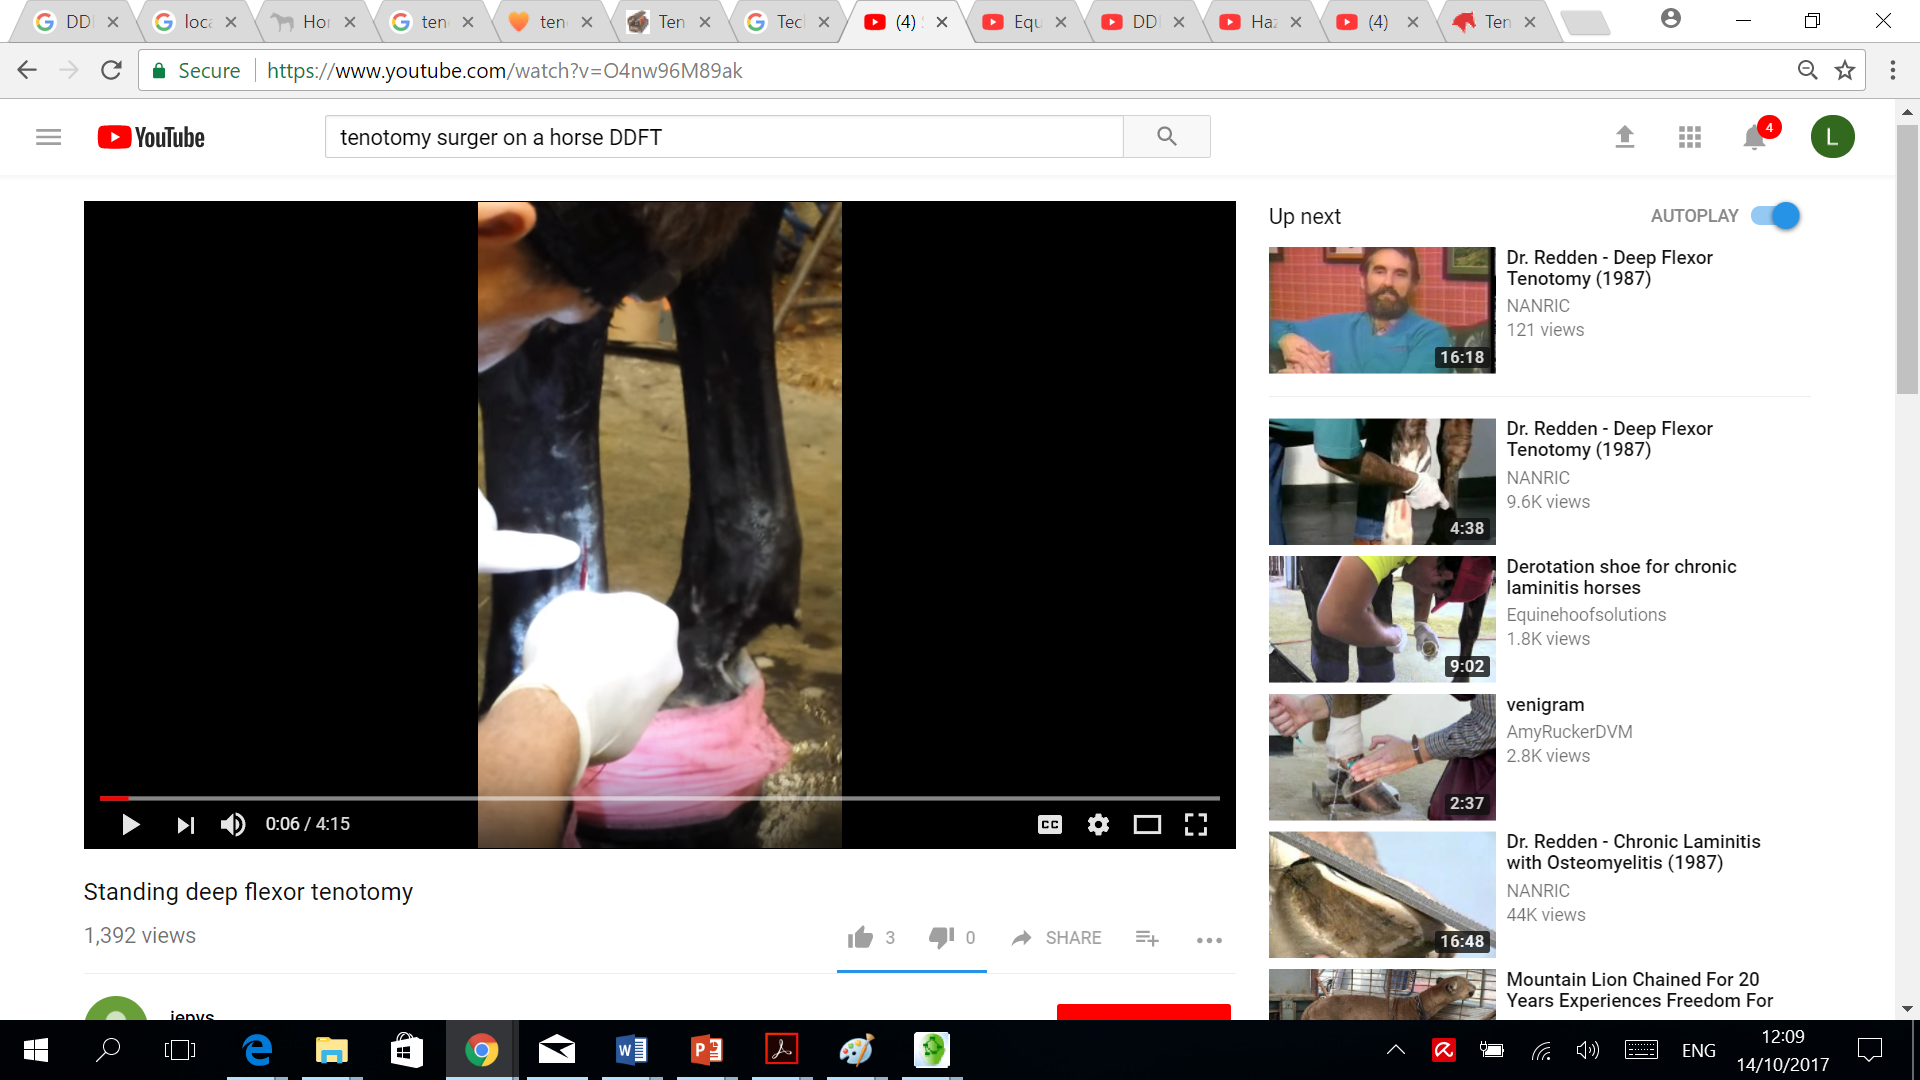 DD
loca
Hor
ten
ten
Ten
Tec
(4)
Equ
DD
Haz
(4)
Ten
Secure
https://www.youtube.com/watch?v=O4nw96M89ak
YouTube
tenotomy surger on a horse DDFT
4
L
Up next
AUTOPLAY
Dr. Redden - Deep Flexor
Tenotomy (1987)
NANRIC
121 views
16:18
Dr. Redden - Deep Flexor
Tenotomy (1987)
NANRIC
9.6K views
4:38
Derotation shoe for chronic
laminitis horses
Equinehoofsolutions
1.8K views
9:02
venigram
AmyRuckerDVM
2.8K views
2:37
Dr. Redden - Chronic Laminitis
with Osteomyelitis (1987)
NANRIC
44K views
16:48
Mountain Lion Chained For 20
Years Experiences Freedom For
0:06 / 4:15
CC
Standing deep flexor tenotomy
1,392 views
3
0
SHARE
jepvs
ENG
12:09
14/10/2017